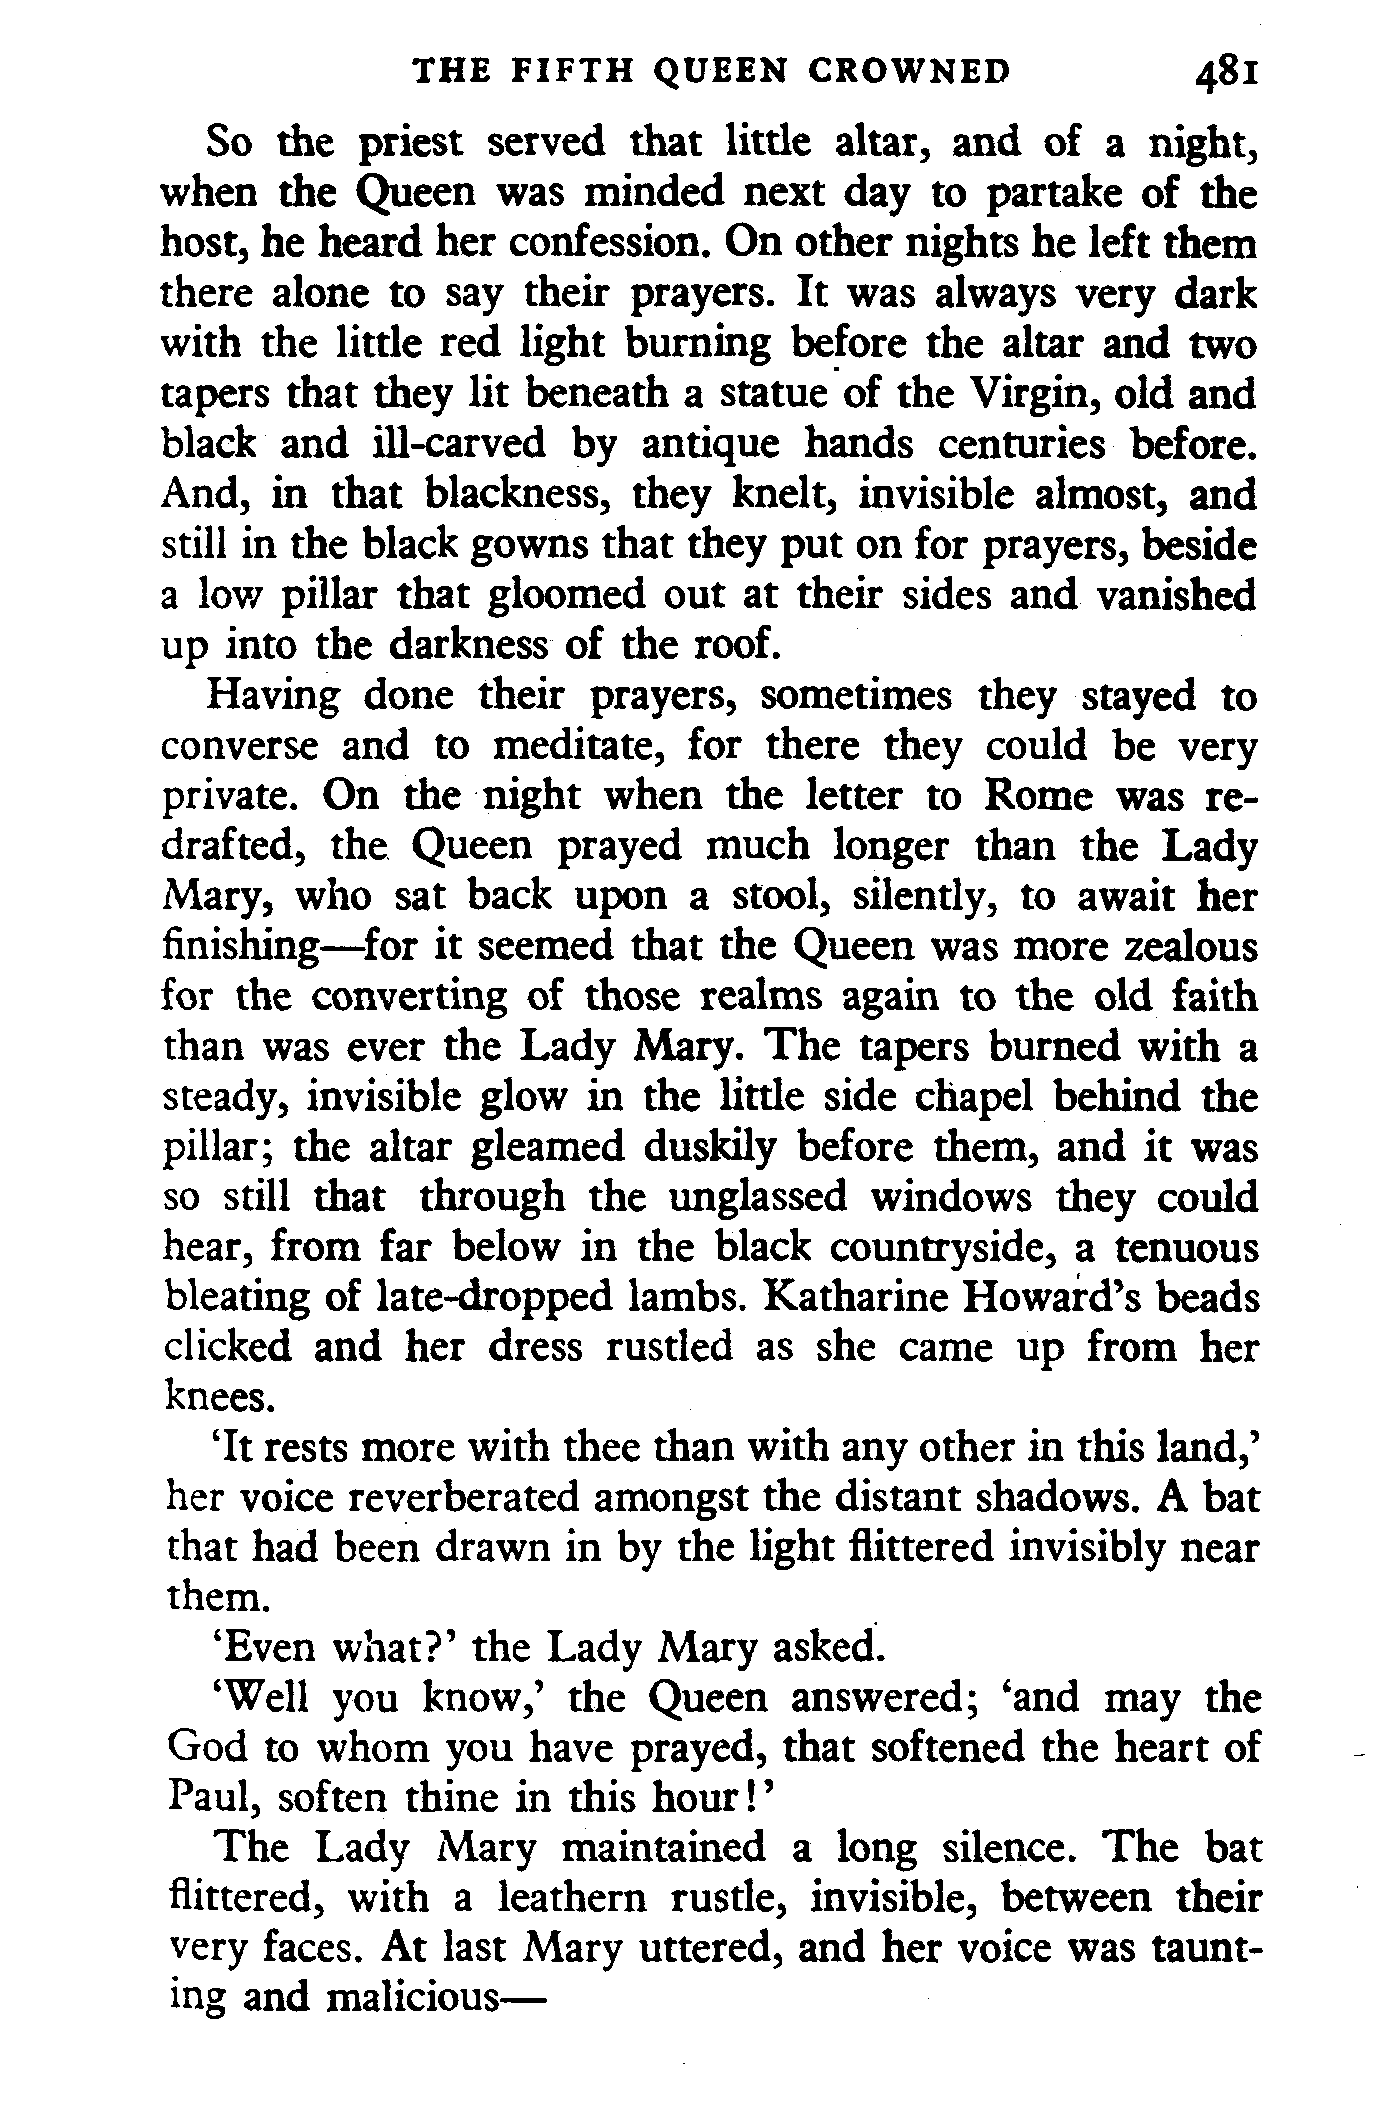 THE FIFTH QUEEN CROWNED 481
So the priest served that little altar, and of a night,
when the Queen was minded next day to partake of the
host, he heard her confession. On other nights he left them
there alone to say their prayers. It was always very dark
with the little red light burning before the altar and two
tapers that they lit beneath a statue of the Virgin, old and
black and ill-carved by antique hands centuries before.
And, in that blackness, they knelt, invisible almost, and
still in the black gowns that they put on for prayers, beside
a low pillar that gloomed out at their sides and vanished
up into the darkness of the roof.
Having done their prayers, sometimes they stayed to
converse and to meditate, for there they could be very
private. On the night when the letter to Rome was re-
drafted, the Queen prayed much longer than the Lady
Mary, who sat back upon a stool, silently, to await her
finishing—for it seemed that the Queen was more zealous
for the converting of those realms again to the old faith
than was ever the Lady Mary. The tapers burned with a
steady, invisible glow in the little side chapel behind the
pillar; the altar gleamed duskily before them, and it was
so still that through the unglassed windows they could
hear, from far below in the black countryside, a tenuous
bleating of late-dropped lambs. Katharine Howard’s beads
clicked and her dress rustled as she came up from her
knees.
‘It rests more with thee than with any other in this land,’
her voice reverberated amongst the distant shadows. A bat
that had been drawn in by the light flittered invisibly near
them.
‘Even what?’ the Lady Mary asked.
‘Well you know,’ the Queen answered; ‘and may the
God to whom you have prayed, that softened the heart of
Paul, soften thine in this hour!’
The Lady Mary maintained a long silence. The bat
flittered, with a leathern rustle, invisible, between their
very faces. At last Mary uttered, and her voice was taunt-
ing and malicious—